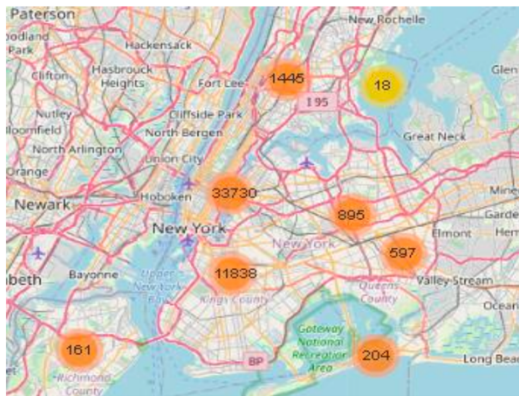 Paterson
New Rochelle
Hackensack
Clifton
Hasbrouck
Heights
Fort Lee
1445
18
I 95
Glen
Nutley
Cliffside Park
Bloomfield
North Bergen
Great Neck
North Arlington
Union City
Orange
Newark
Hoboken
33730
Mine
895
Garde
New York
New York
Elmont
Hem
597
11838
Bayonne
Upper
New York
Bay
Kings County
Queens
County
Valley Stream
Ocean
161
Gateway
National
Recreation
Area
BP
204
Long Bea
Richmond
County